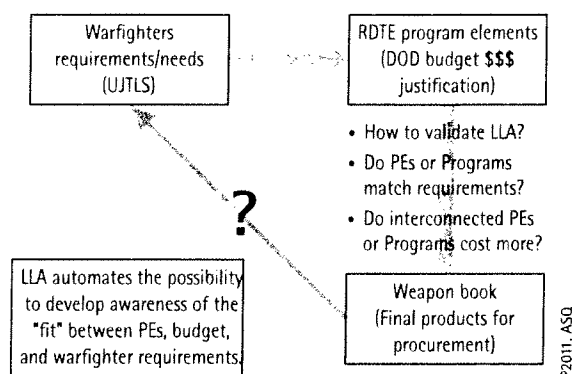 Warfighters
requirements/needs
(UJTLS)
RDTE program elements
(DOD budget $$$
justification)
• How to validate LLA?
• Do PEs or Programs
match requirements?
• Do interconnected PEs
or Programs cost more?
?
LLA automates the possibility
to develop awareness of the
"fit" between PEs, budget,
and warfighter requirements.
Weapon book
(Final products for
procurement)
©2011, ASQ